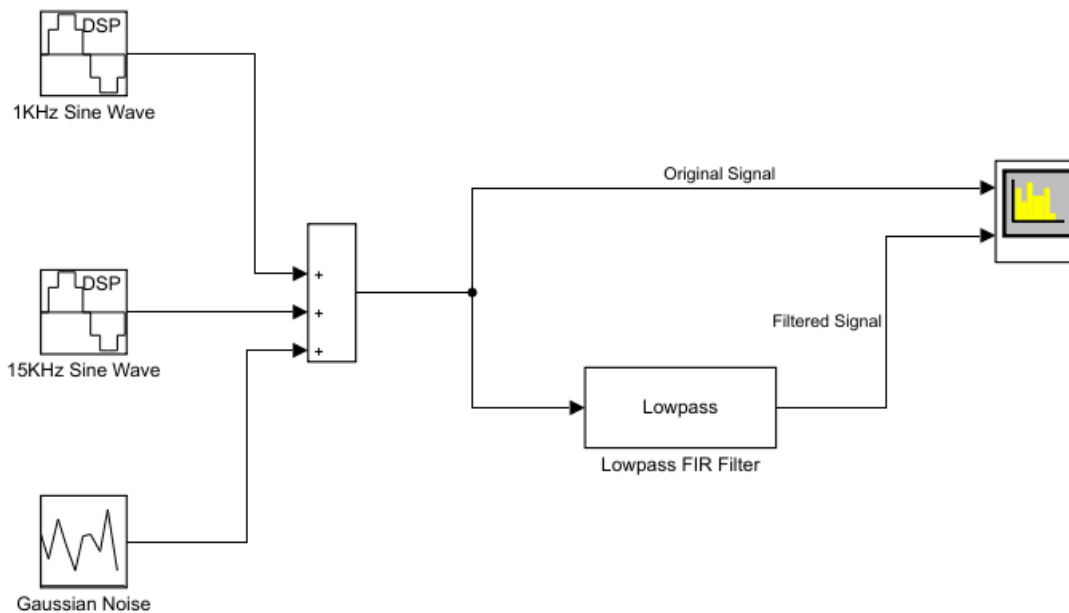 DSP
1KHz Sine Wave
Original Signal
+
DSP
+
Filtered Signal
+
15KHz Sine Wave
Lowpass
Lowpass FIR Filter
Gaussian Noise